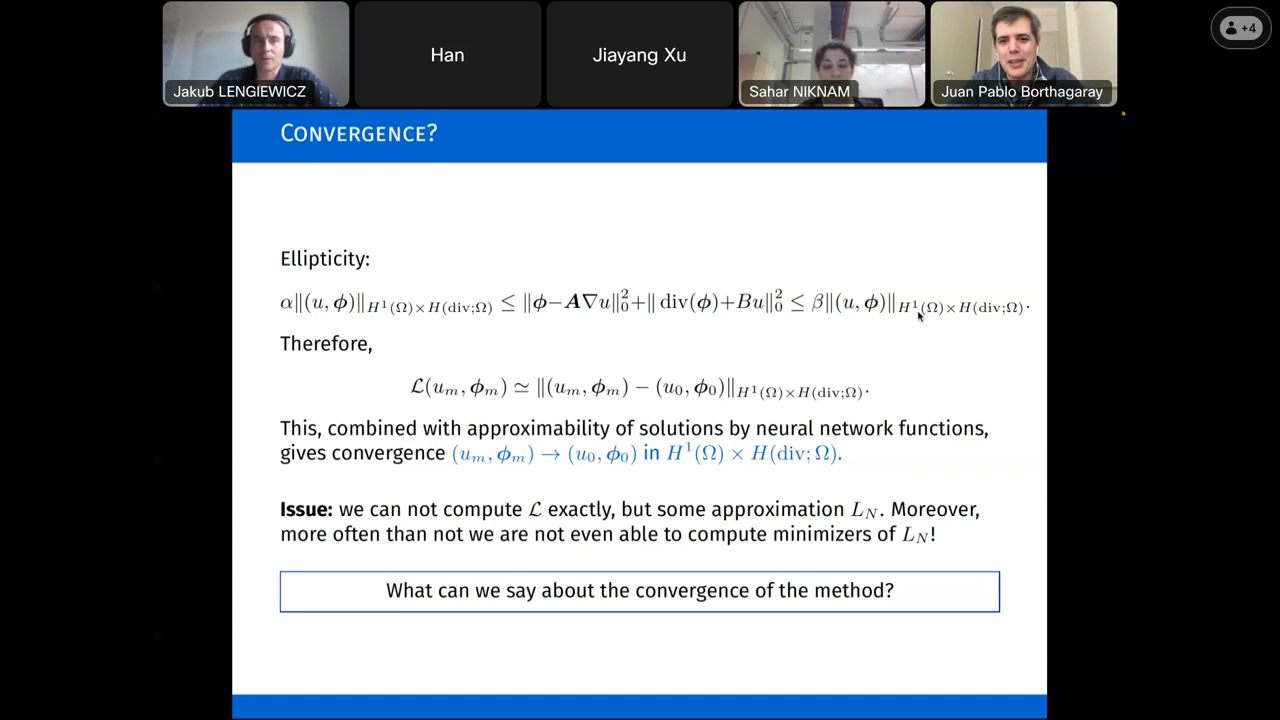 Jakub LENGIEWICZ
Han
Jiayang Xu
Sahar NIKNAM
Juan Pablo Borthagaray
+4
CONVERGENCE?
Ellipticity:
α‖(u, ϕ)‖_{H¹(Ω)×H(div;Ω)} ≤ ‖ϕ−A∇u‖₀²+‖ div(ϕ)+Bu‖₀² ≤ β‖(u, ϕ)‖_{H¹(Ω)×H(div;Ω)}.
Therefore,
ℒ(u_m, ϕ_m) ≃ ‖(u_m, ϕ_m) − (u₀, ϕ₀)‖_{H¹(Ω)×H(div;Ω)}.
This, combined with approximability of solutions by neural network functions,
gives convergence (u_m, ϕ_m) → (u₀, ϕ₀) in H¹(Ω) × H(div; Ω).
Issue: we can not compute ℒ exactly, but some approximation L_N. Moreover,
more often than not we are not even able to compute minimizers of L_N!
What can we say about the convergence of the method?